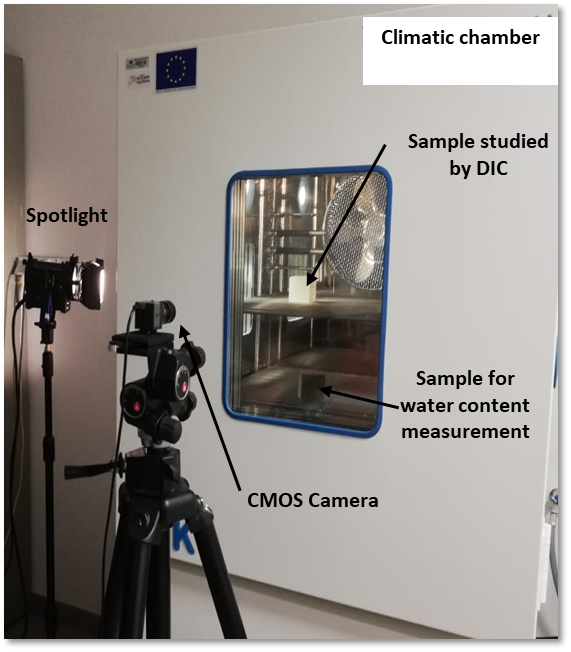 Climatic chamber
Sample studied
by DIC
Spotlight
Sample for
water content
measurement
CMOS Camera
K